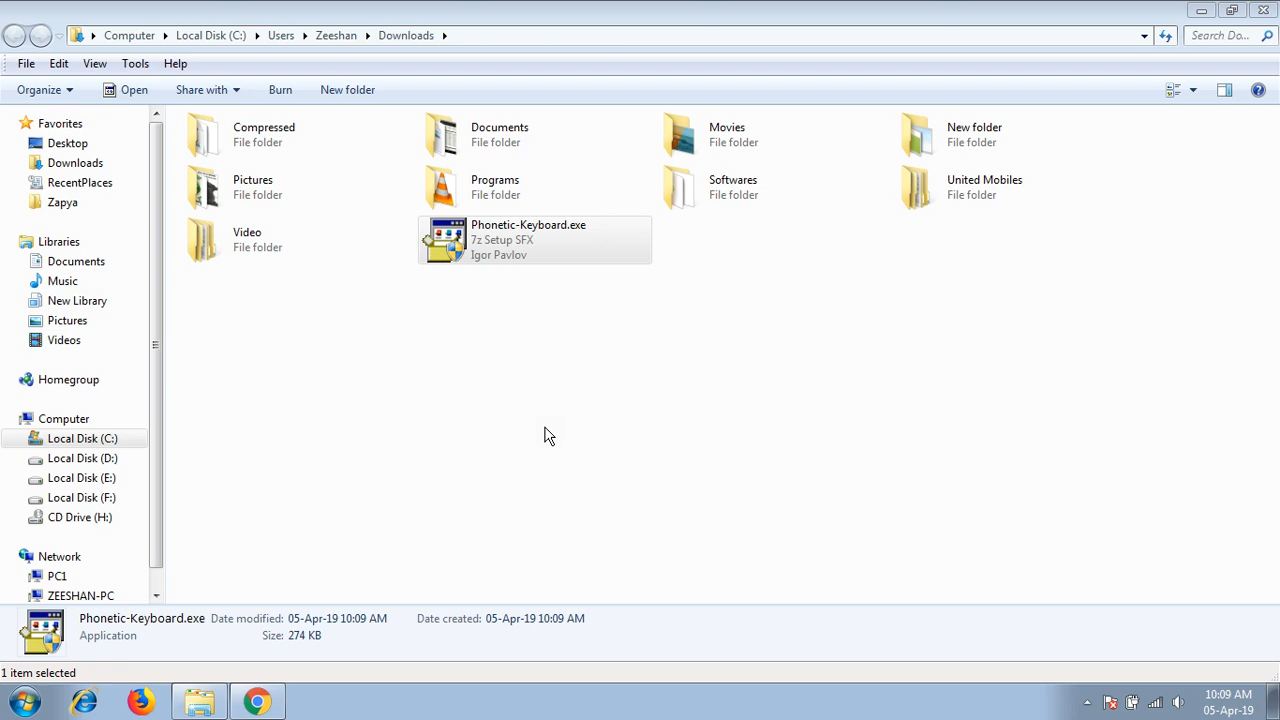 Computer Local Disk (C:) Users Zeeshan Downloads
Search Do...
File Edit View Tools Help
Organize Open Share with Burn New folder
Favorites
Desktop
Downloads
RecentPlaces
Zapya
Libraries
Documents
Music
New Library
Pictures
Videos
Homegroup
Computer
Local Disk (C:)
Local Disk (D:)
Local Disk (E:)
Local Disk (F:)
CD Drive (H:)
Network
PC1
ZEESHAN-PC
Compressed
File folder
Documents
File folder
Movies
File folder
New folder
File folder
Pictures
File folder
Programs
File folder
Softwares
File folder
United Mobiles
File folder
Video
File folder
Phonetic-Keyboard.exe
7z Setup SFX
Igor Pavlov
Phonetic-Keyboard.exe Date modified: 05-Apr-19 10:09 AM Date created: 05-Apr-19 10:09 AM
Application Size: 274 KB
1 item selected
10:09 AM
05-Apr-19